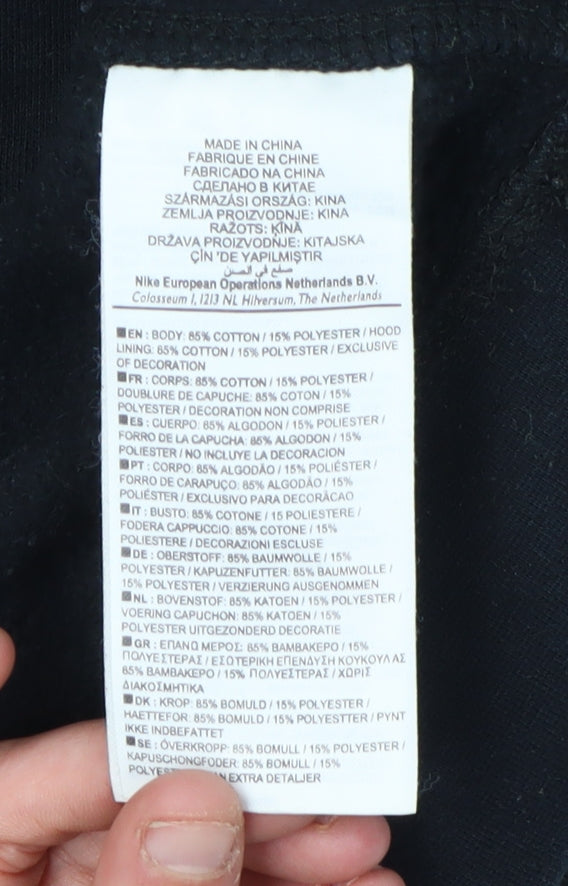 MADE IN CHINA
FABRIQUE EN CHINE
FABRICADO NA CHINA
СДЕЛАНО В КИТАЕ
SZÁRMAZÁSI ORSZÁG: KINA
ZEMLJA PROIZVODNJE: KINA
RAŽOTS: ĶĪNĀ
DRŽAVA PROIZVODNJE: KITAJSKA
ÇİN 'DE YAPILMIŞTIR
صنع في الصن
Nike European Operations Netherlands B.V.
Colosseum 1, 1213 NL Hilversum, The Netherlands
EN : BODY: 85% COTTON / 15% POLYESTER / HOOD
LINING: 85% COTTON / 15% POLYESTER / EXCLUSIVE
OF DECORATION
FR : CORPS: 85% COTTON / 15% POLYESTER /
DOUBLURE DE CAPUCHE: 85% COTON / 15%
POLYESTER / DECORATION NON COMPRISE
ES : CUERPO: 85% ALGODON / 15% POLIESTER /
FORRO DE LA CAPUCHA: 85% ALGODON / 15%
POLIESTER / NO INCLUYE LA DECORACION
PT : CORPO: 85% ALGODÃO / 15% POLIÉSTER /
FORRO DE CARAPUÇO: 85% ALGODÃO / 15%
POLIÉSTER / EXCLUSIVO PARA DECORAÇAO
IT : BUSTO: 85% COTONE / 15 POLIESTERE /
FODERA CAPPUCCIO: 85% COTONE / 15%
POLIESTERE / DECORAZIONI ESCLUSE
DE : OBERSTOFF: 85% BAUMWOLLE / 15%
POLYESTER / KAPUZENFUTTER: 85% BAUMWOLLE /
15% POLYESTER / VERZIERUNG AUSGENOMMEN
NL : BOVENSTOF: 85% KATOEN / 15% POLYESTER /
VOERING CAPUCHON: 85% KATOEN / 15%
POLYESTER UITGEZONDERD DECORATIE
GR : ΕΠΑΝΩ ΜΕΡΟΣ: 85% ΒΑΜΒΑΚΕΡΟ / 15%
ΠΟΛΥΕΣΤΕΡΑΣ / ΕΣΩΤΕΡΙΚΗ ΕΠΕΝΔΥΣΗ ΚΟΥΚΟΥΛΑΣ
85% ΒΑΜΒΑΚΕΡΟ / 15% ΠΟΛΥΕΣΤΕΡΑΣ / ΧΩΡΙΣ
ΔΙΑΚΟΣΜΗΤΙΚΑ
DK : KROP: 85% BOMULD / 15% POLYESTER /
HAETTEFOR: 85% BOMULD / 15% POLYESTTER / PYNT
IKKE INDBEFATTET
SE : ÖVERKROPP: 85% BOMULL / 15% POLYESTER /
KAPUSCHONGFODER: 85% BOMULL / 15%
EXTRA DETALJER